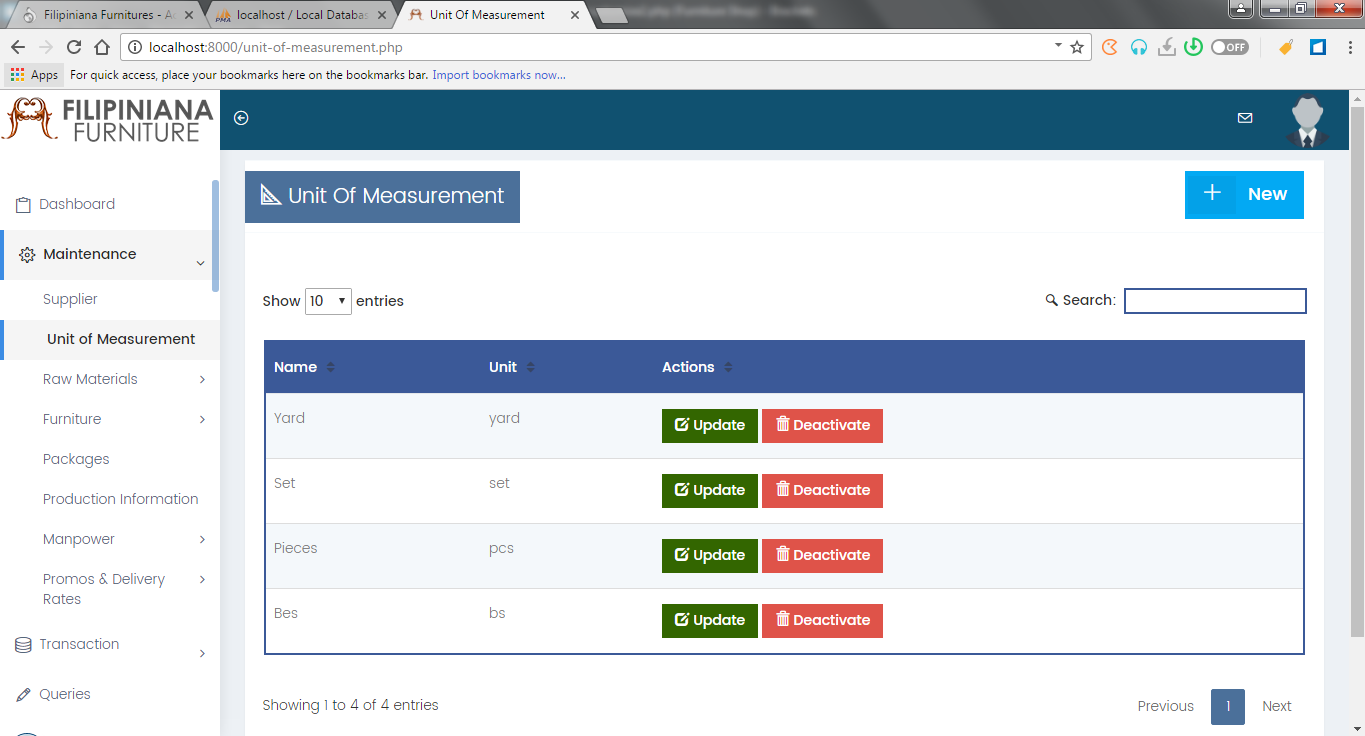 Filipiniana Furnitures - A
localhost / Local Databas
Unit Of Measurement
localhost:8000/unit-of-measurement.php
OFF
Apps
For quick access, place your bookmarks here on the bookmarks bar. Import bookmarks now...
FILIPINIANA
FURNITURE
Dashboard
Maintenance
Supplier
Unit of Measurement
Raw Materials
Furniture
Packages
Production Information
Manpower
Promos & Delivery
Rates
Transaction
Queries
Unit Of Measurement
New
Show 10 entries
Search:
Name Unit Actions
Yard yard Update Deactivate
Set set Update Deactivate
Pieces pcs Update Deactivate
Bes bs Update Deactivate
Showing 1 to 4 of 4 entries
Previous 1 Next